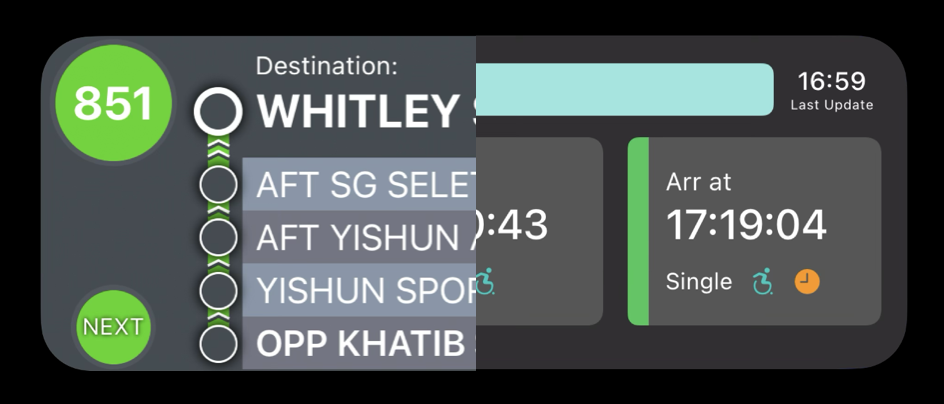 851
Destination:
WHITLEY
AFT SG SELET
AFT YISHUN
YISHUN SPOR
OPP KHATIB
NEXT
16:59
Last Update
:43
Arr at
17:19:04
Single